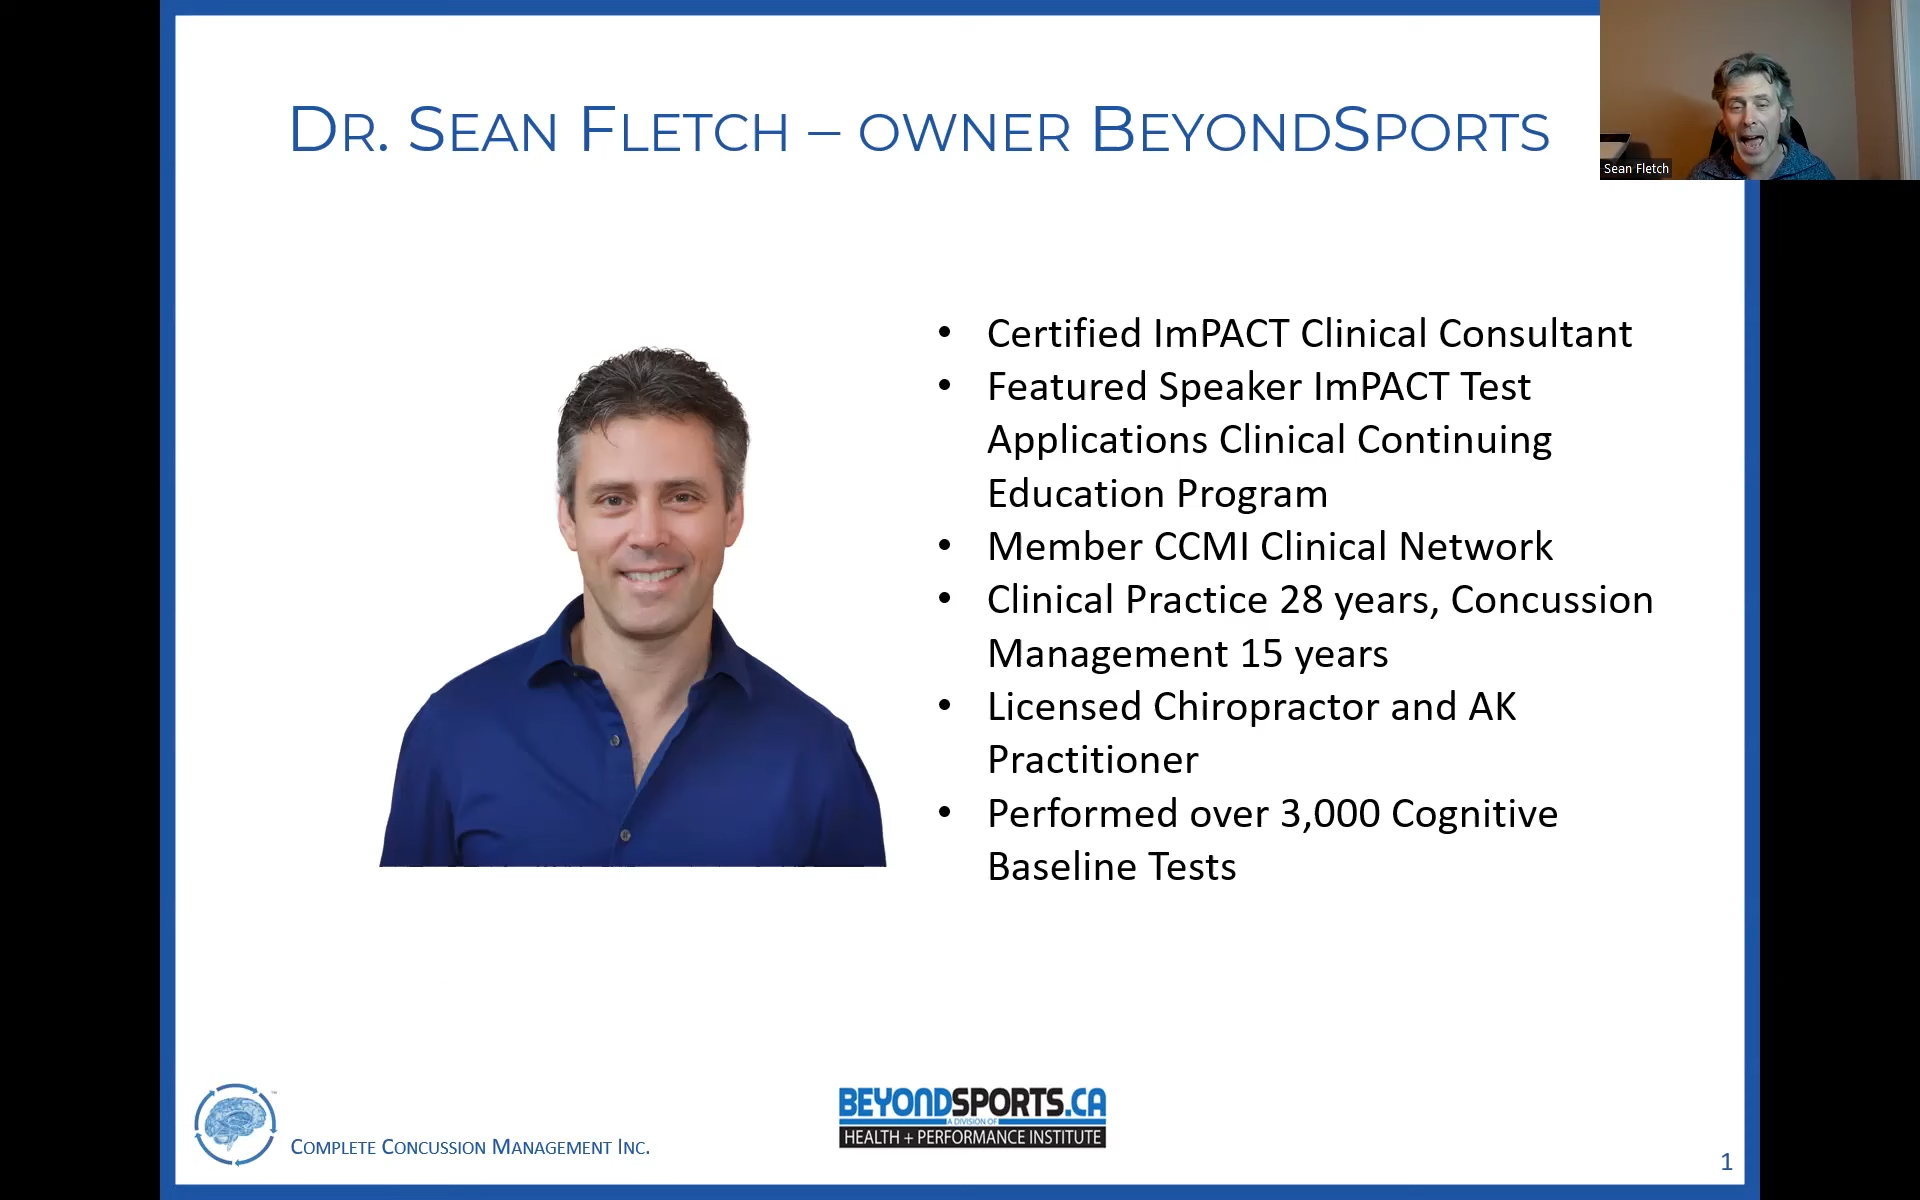 Dr. Sean Fletch – owner BeyondSports
Sean Fletch
• Certified ImPACT Clinical Consultant
• Featured Speaker ImPACT Test
Applications Clinical Continuing
Education Program
• Member CCMI Clinical Network
• Clinical Practice 28 years, Concussion
Management 15 years
• Licensed Chiropractor and AK
Practitioner
• Performed over 3,000 Cognitive
Baseline Tests
™
Complete Concussion Management Inc.
BEYONDSPORTS.CA
A DIVISION OF
HEALTH + PERFORMANCE INSTITUTE
1